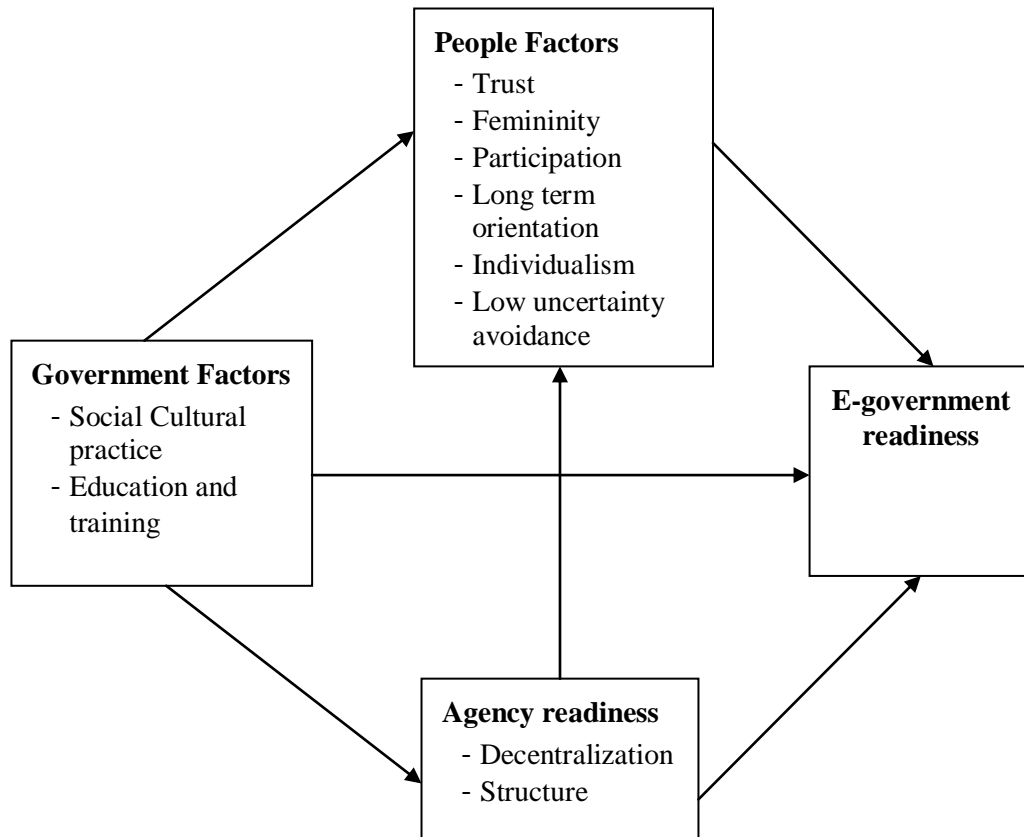 People Factors
- Trust
- Femininity
- Participation
- Long term
orientation
- Individualism
- Low uncertainty
avoidance
Government Factors
- Social Cultural
practice
- Education and
training
E-government
readiness
Agency readiness
- Decentralization
- Structure